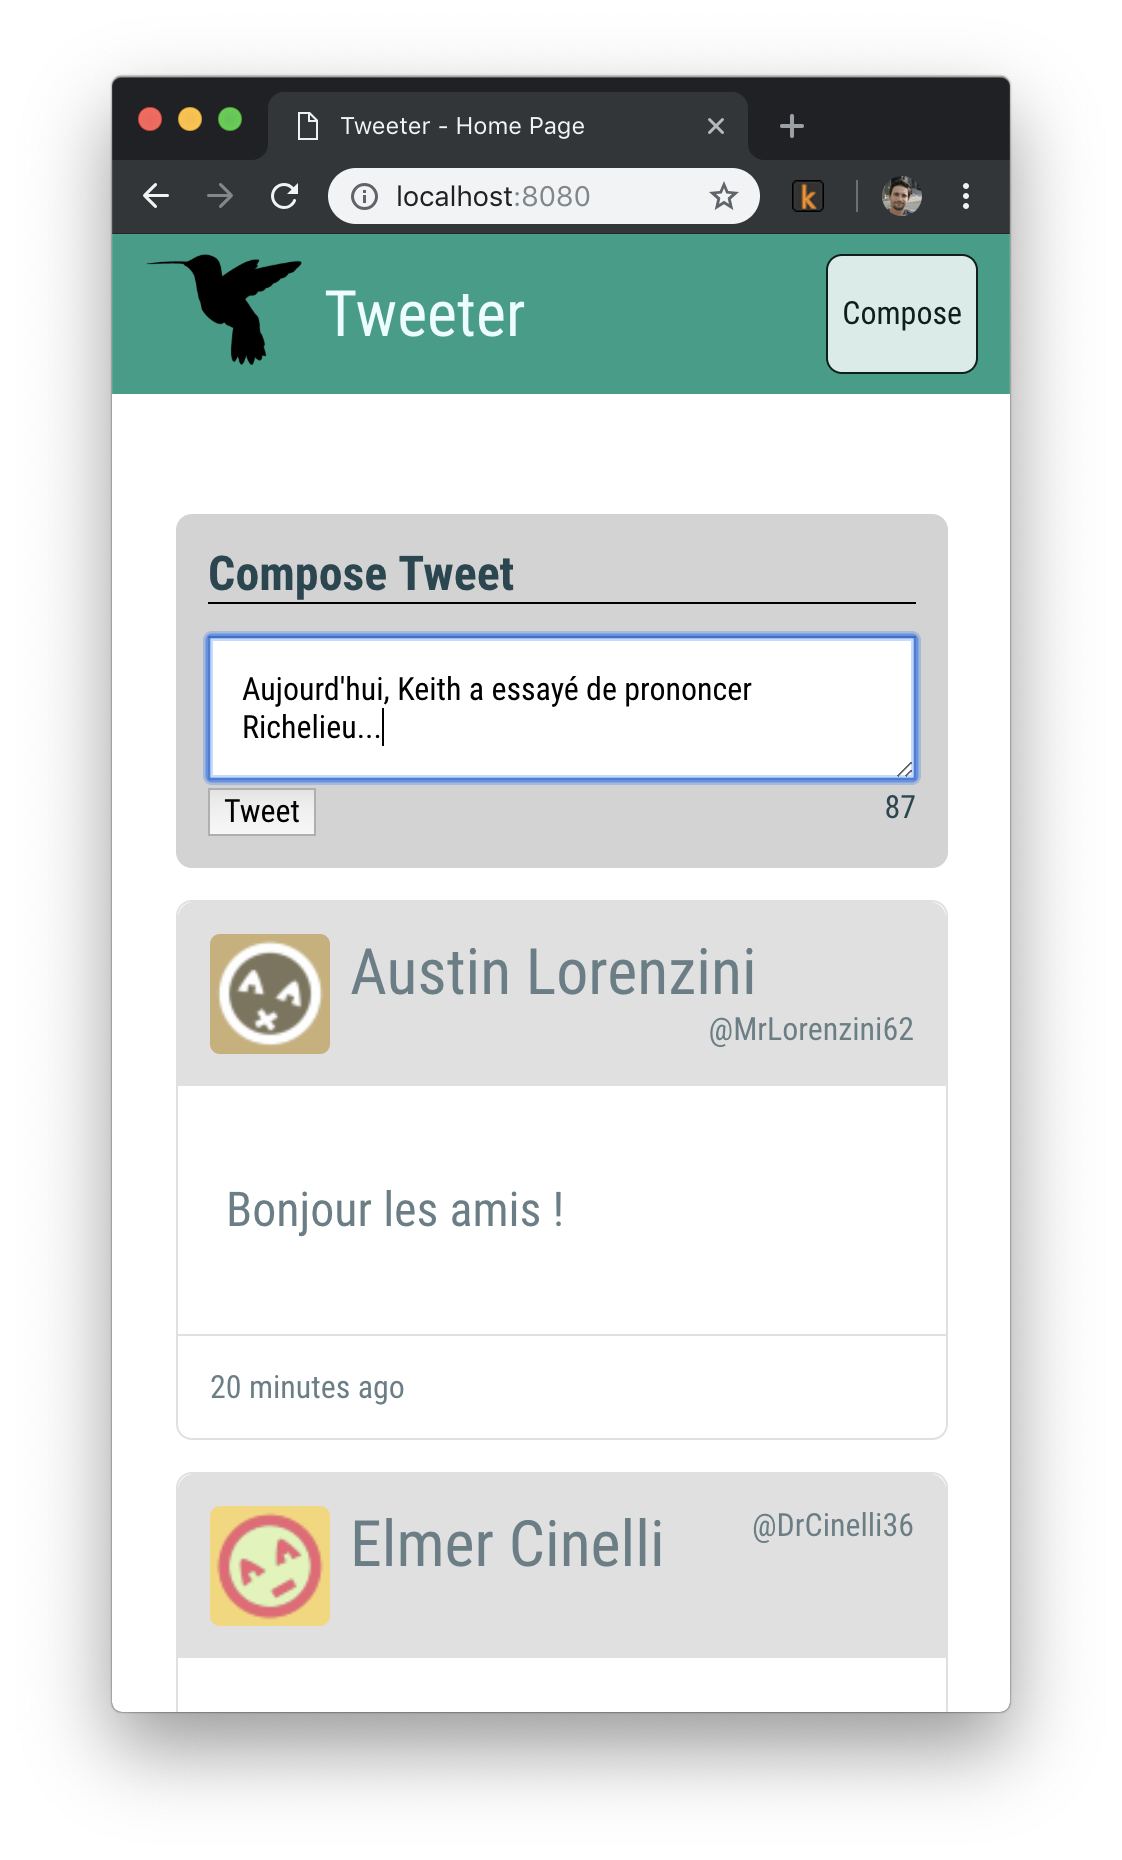 Tweeter - Home Page
localhost:8080
k
Tweeter
Compose
Compose Tweet
Aujourd'hui, Keith a essayé de prononcer
Richelieu...
Tweet
87
Austin Lorenzini
@MrLorenzini62
Bonjour les amis !
20 minutes ago
Elmer Cinelli
@DrCinelli36